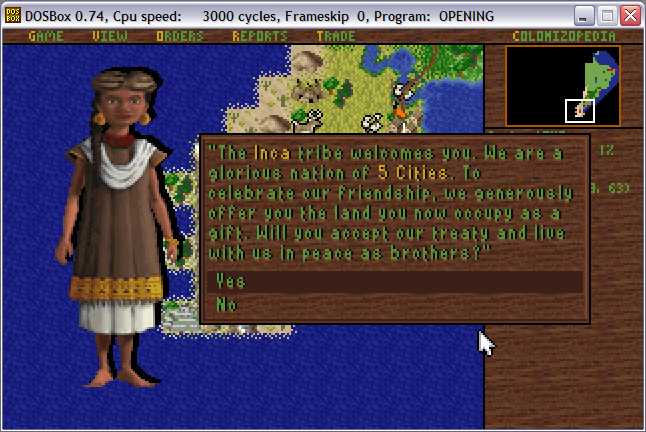 DOSBox 0.74, Cpu speed: 3000 cycles, Frameskip 0, Program: OPENING
GAME VIEW ORDERS REPORTS TRADE COLONIZOPEDIA
"The Inca tribe welcomes you. We are a
glorious nation of 5 Cities. To
celebrate our friendship, we generously
offer you the land you now occupy as a
gift. Will you accept our treaty and live
with us in peace as brothers?"
Yes
No
63)